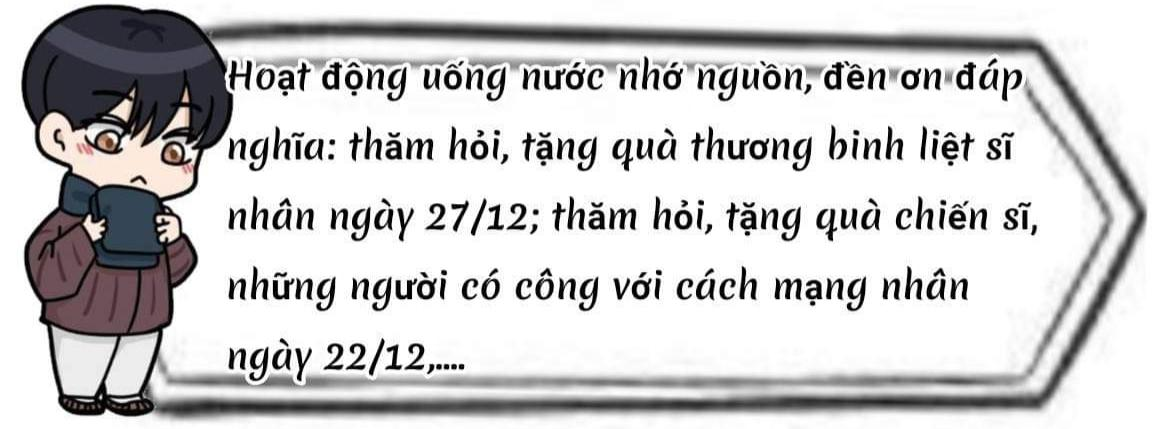 Hoạt động uống nước nhớ nguồn, đền ơn đáp
nghĩa: thăm hỏi, tặng quà thương binh liệt sĩ
nhân ngày 27/12; thăm hỏi, tặng quà chiến sĩ,
những người có công với cách mạng nhân
ngày 22/12,....